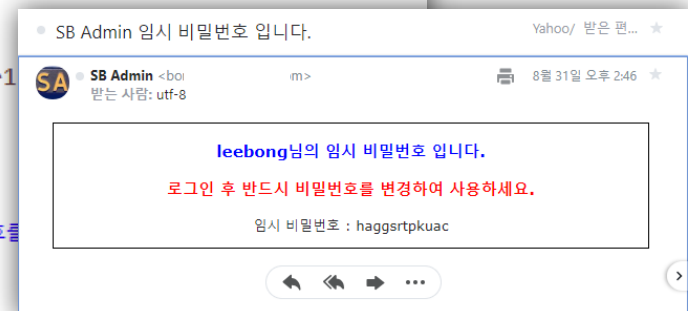 SB Admin 임시 비밀번호 입니다.
Yahoo/ 받은 편...
SA
SB Admin
8월 31일 오후 2:46
받는 사람: utf-8
leebong님의 임시 비밀번호 입니다.
로그인 후 반드시 비밀번호를 변경하여 사용하세요.
임시 비밀번호 : haggsrtpkuac